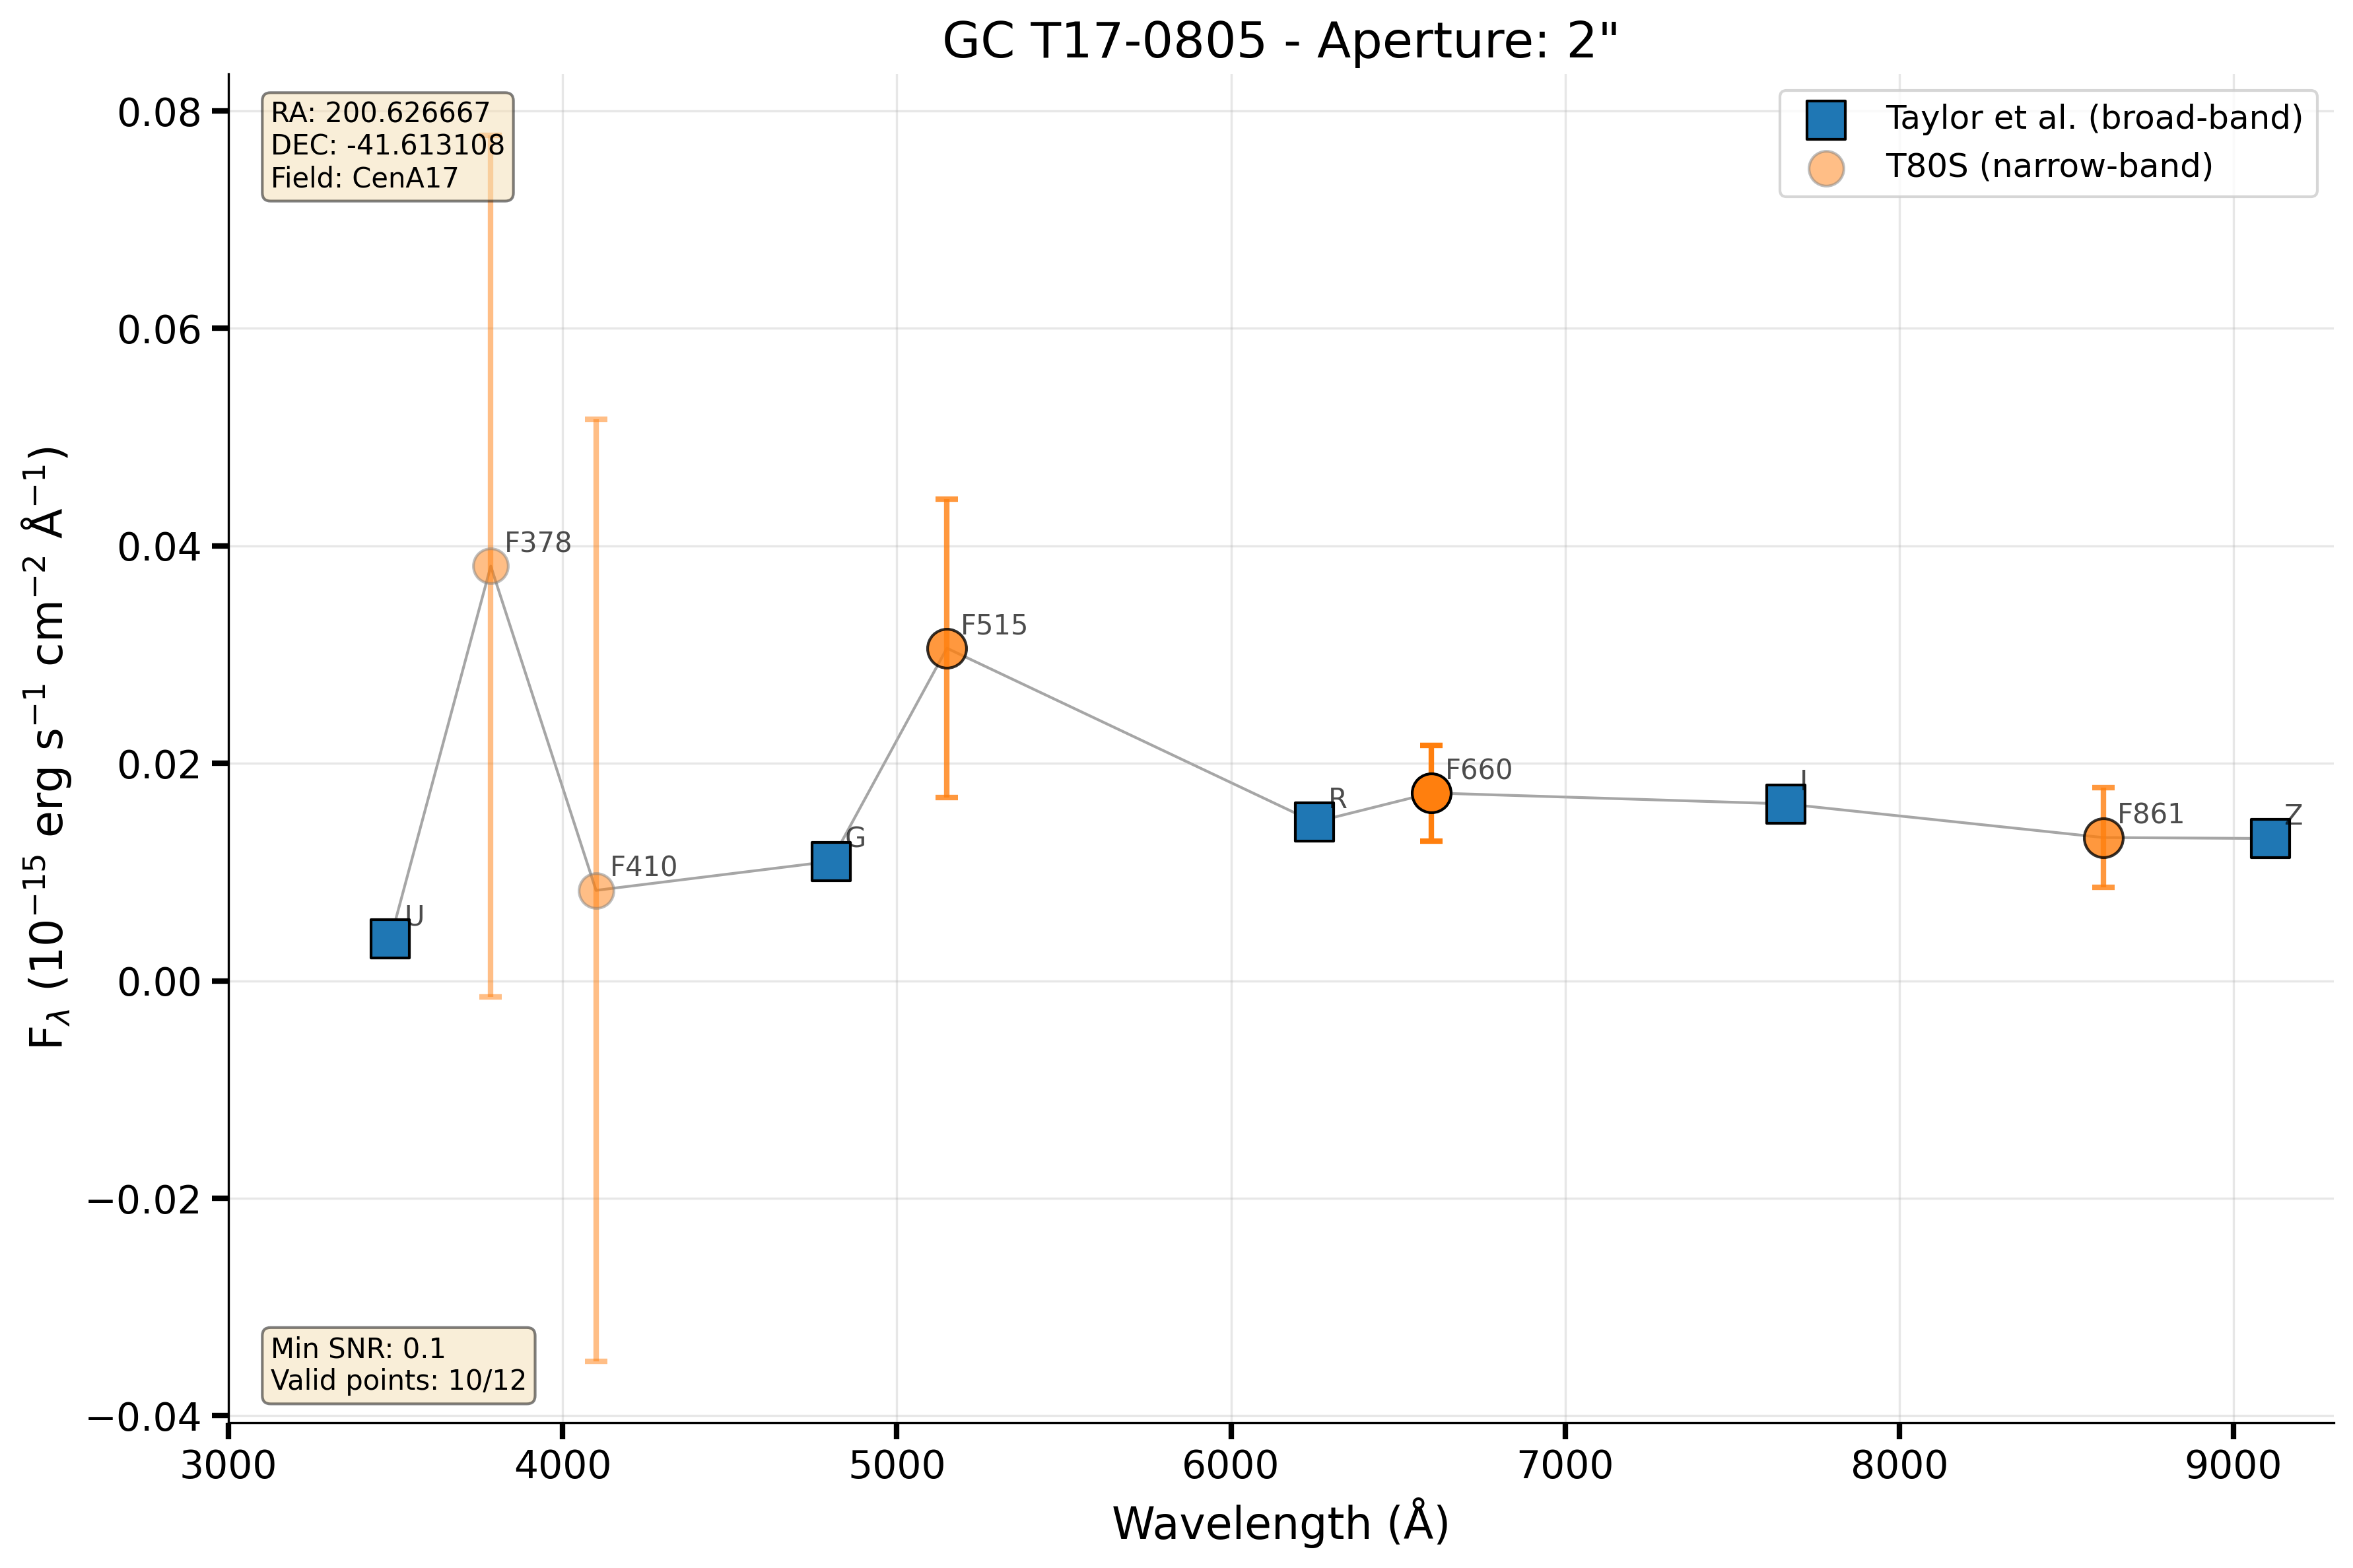 GC T17-0805 - Aperture: 2"
RA: 200.626667
DEC: -41.613108
Field: CenA17
Taylor et al. (broad-band)
T80S (narrow-band)
0.08
0.06
0.04
0.02
0.00
−0.02
−0.04
F_λ (10⁻¹⁵ erg s⁻¹ cm⁻² Å⁻¹)
U
F378
F410
G
F515
R
F660
I
F861
Z
Min SNR: 0.1
Valid points: 10/12
3000 4000 5000 6000 7000 8000 9000
Wavelength (Å)